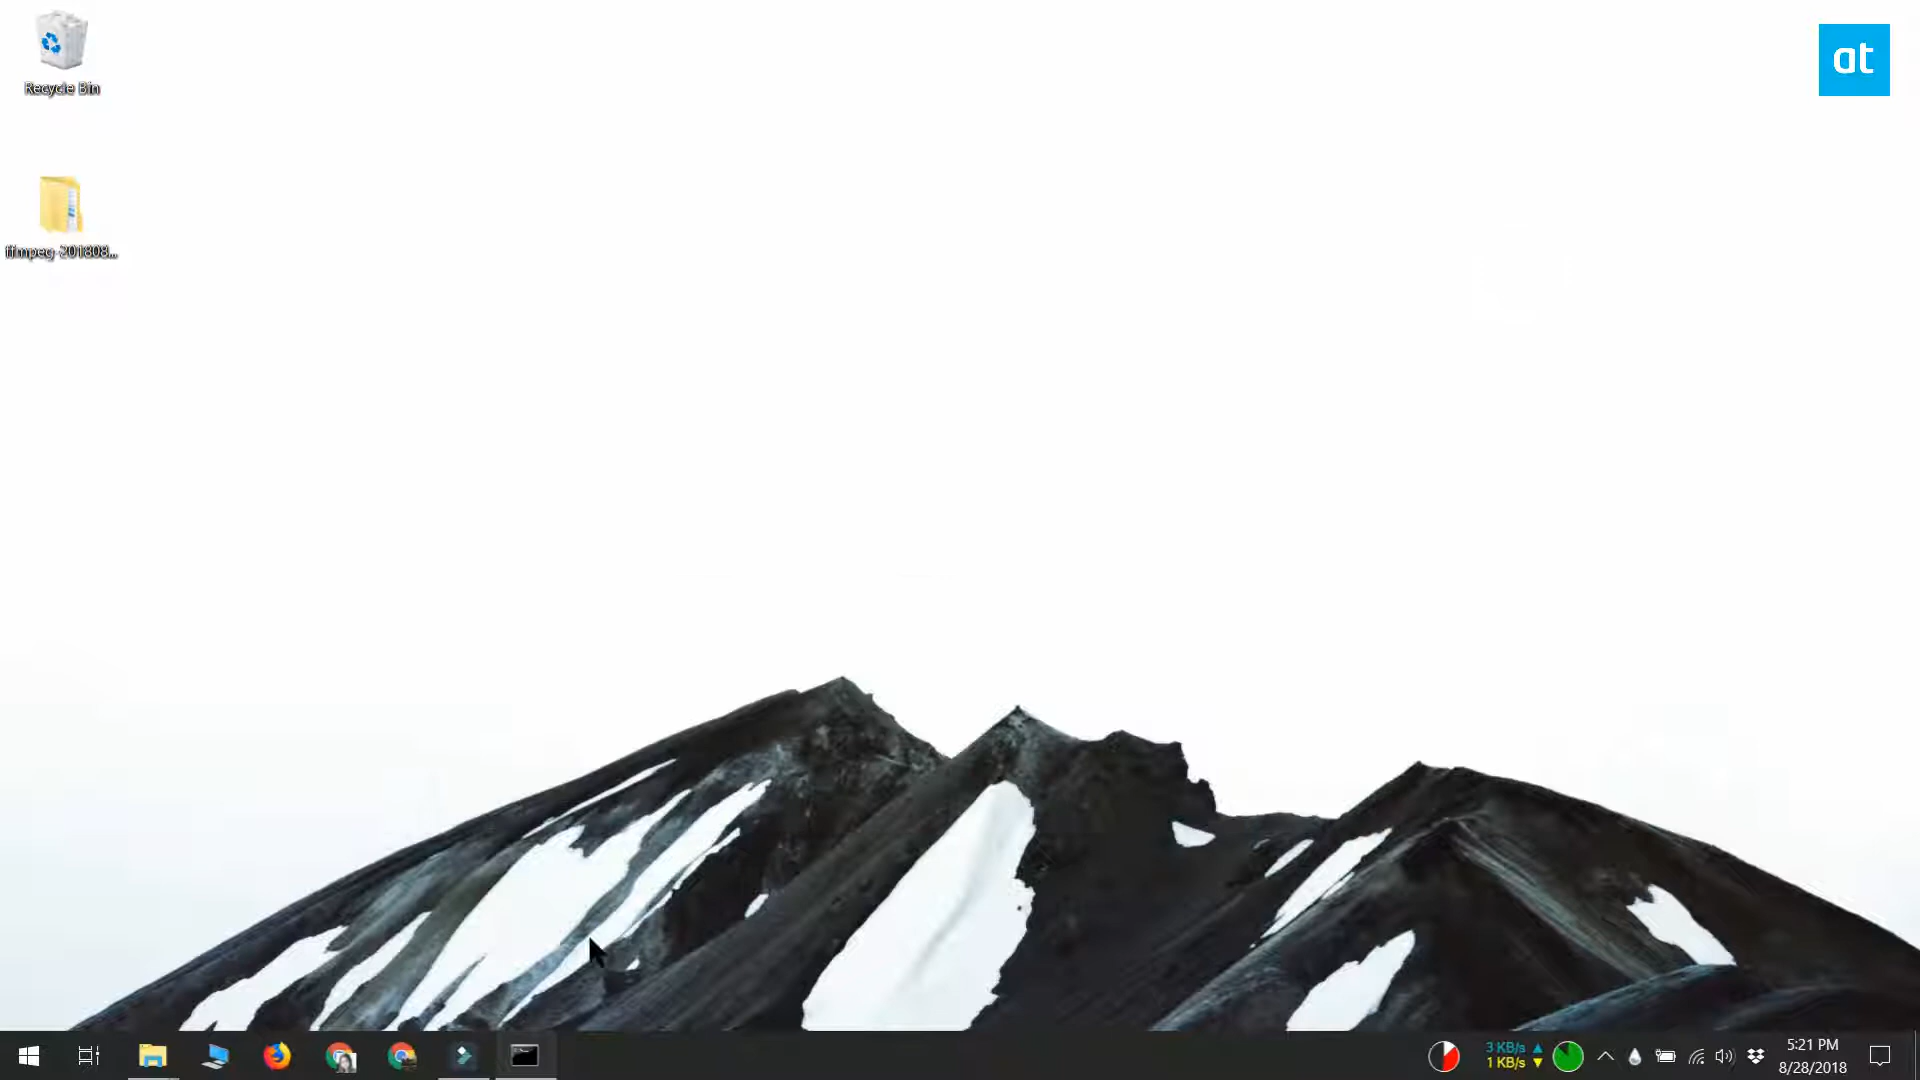 Recycle Bin
at
ffmpeg-201808...
3 KB/s
1 KB/s
5:21 PM
8/28/2018